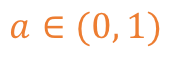 a ∈ (0, 1)